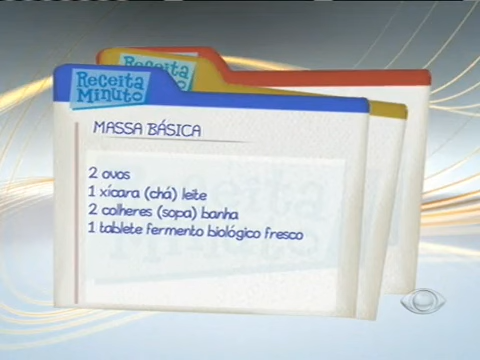 Receita
Minuto
Receita
MASSA BÁSICA
2 ovos
1 xícara (chá) leite
2 colheres (sopa) banha
1 tablete fermento biológico fresco